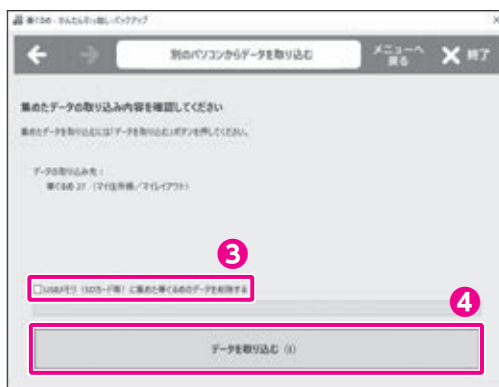 筆ぐるめ・かんたん引っ越し・バックアップ
別のパソコンからデータを取り込む
メニューへ
戻る
終了
集めたデータの取り込み内容を確認してください
集めたデータを取り込むには「データを取り込む」ボタンを押してください。
データの取り込み先：
筆ぐるめ 27 （マイ住所録／マイレイアウト）
3
□USBメモリ（SDカード等）に集めた筆ぐるめのデータを削除する
4
データを取り込む (I)